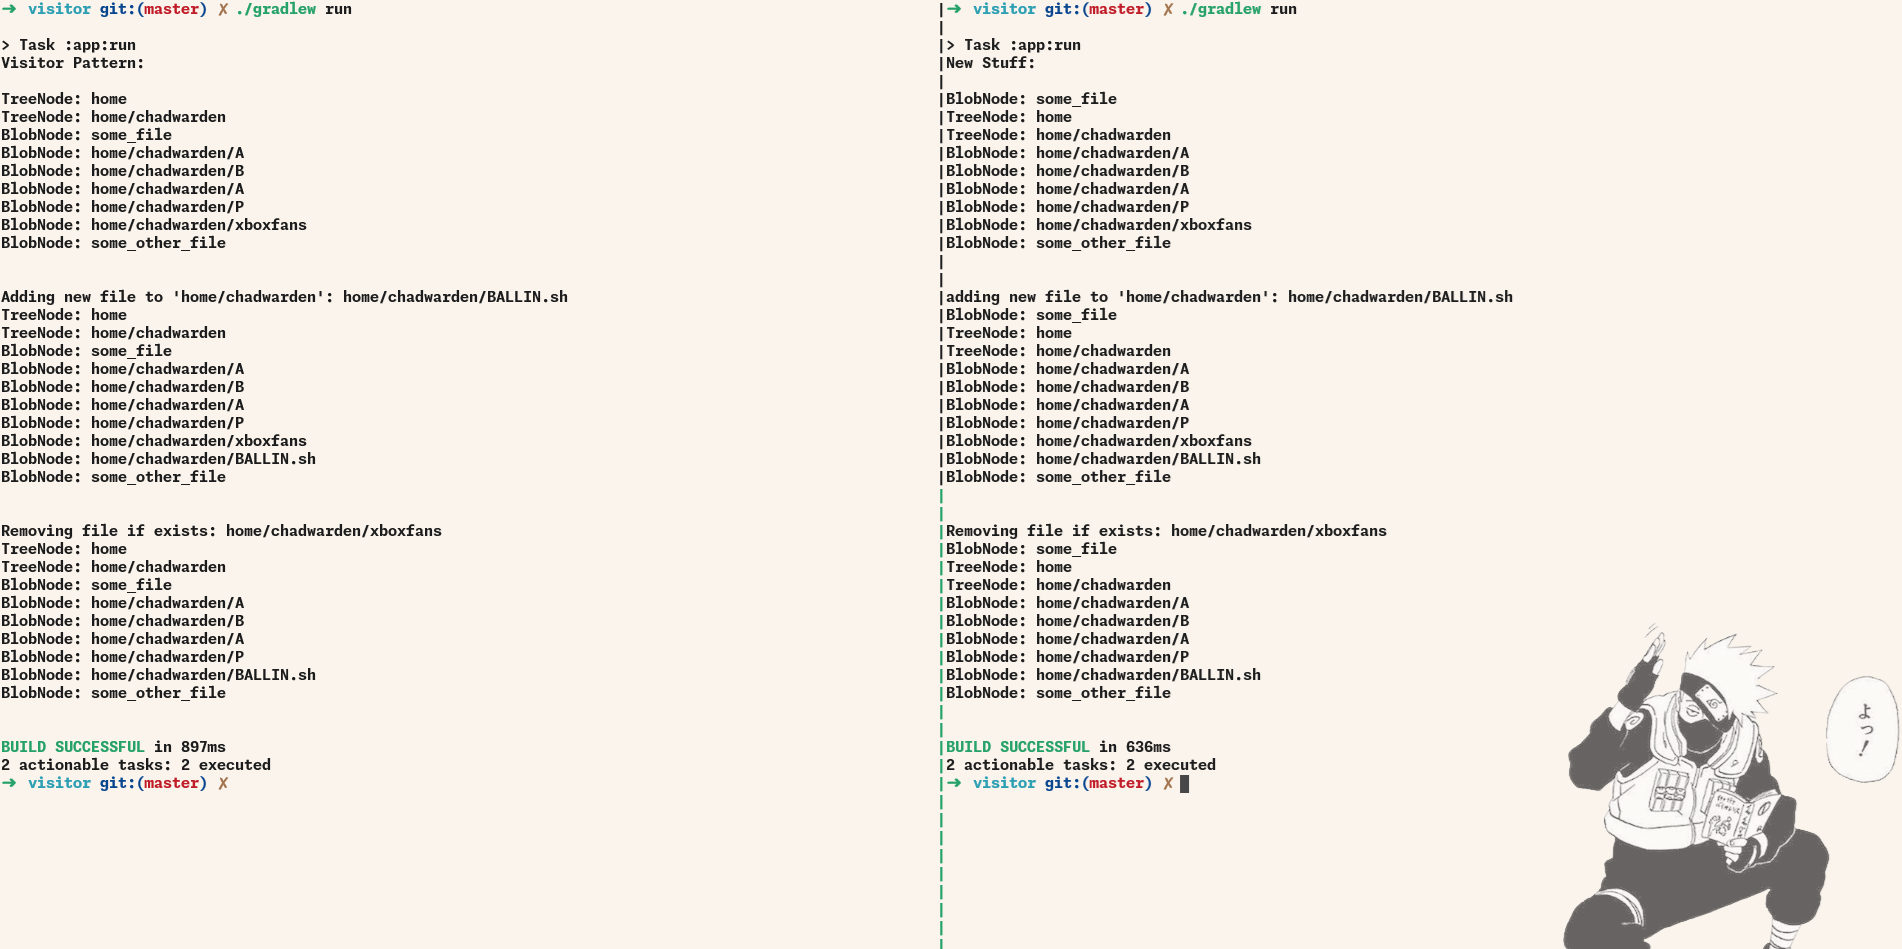 ➜ visitor git:(master) ✗ ./gradlew run

> Task :app:run
Visitor Pattern:

TreeNode: home
TreeNode: home/chadwarden
BlobNode: some_file
BlobNode: home/chadwarden/A
BlobNode: home/chadwarden/B
BlobNode: home/chadwarden/A
BlobNode: home/chadwarden/P
BlobNode: home/chadwarden/xboxfans
BlobNode: some_other_file

Adding new file to 'home/chadwarden': home/chadwarden/BALLIN.sh
TreeNode: home
TreeNode: home/chadwarden
BlobNode: some_file
BlobNode: home/chadwarden/A
BlobNode: home/chadwarden/B
BlobNode: home/chadwarden/A
BlobNode: home/chadwarden/P
BlobNode: home/chadwarden/xboxfans
BlobNode: home/chadwarden/BALLIN.sh
BlobNode: some_other_file

Removing file if exists: home/chadwarden/xboxfans
TreeNode: home
TreeNode: home/chadwarden
BlobNode: some_file
BlobNode: home/chadwarden/A
BlobNode: home/chadwarden/B
BlobNode: home/chadwarden/A
BlobNode: home/chadwarden/P
BlobNode: home/chadwarden/BALLIN.sh
BlobNode: some_other_file

BUILD SUCCESSFUL in 897ms
2 actionable tasks: 2 executed
➜ visitor git:(master) ✗

➜ visitor git:(master) ✗ ./gradlew run

> Task :app:run
New Stuff:

BlobNode: some_file
TreeNode: home
TreeNode: home/chadwarden
BlobNode: home/chadwarden/A
BlobNode: home/chadwarden/B
BlobNode: home/chadwarden/A
BlobNode: home/chadwarden/P
BlobNode: home/chadwarden/xboxfans
BlobNode: some_other_file

adding new file to 'home/chadwarden': home/chadwarden/BALLIN.sh
BlobNode: some_file
TreeNode: home
TreeNode: home/chadwarden
BlobNode: home/chadwarden/A
BlobNode: home/chadwarden/B
BlobNode: home/chadwarden/A
BlobNode: home/chadwarden/P
BlobNode: home/chadwarden/xboxfans
BlobNode: home/chadwarden/BALLIN.sh
BlobNode: some_other_file

Removing file if exists: home/chadwarden/xboxfans
BlobNode: some_file
TreeNode: home
TreeNode: home/chadwarden
BlobNode: home/chadwarden/A
BlobNode: home/chadwarden/B
BlobNode: home/chadwarden/A
BlobNode: home/chadwarden/P
BlobNode: home/chadwarden/BALLIN.sh
BlobNode: some_other_file

BUILD SUCCESSFUL in 636ms
2 actionable tasks: 2 executed
➜ visitor git:(master) ✗
よっ！